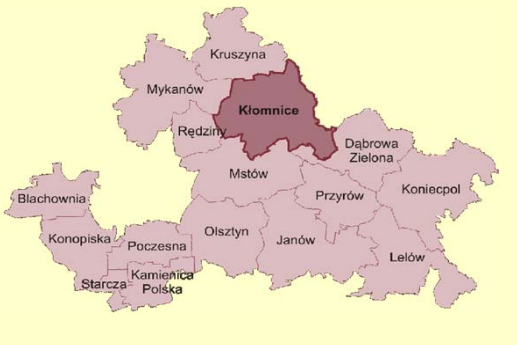 Kruszyna
Mykanów
Kłomnice
Rędziny
Dąbrowa
Zielona
Mstów
Koniecpol
Przyrów
Blachownia
Konopiska
Olsztyn
Janów
Poczesna
Lelów
Kamienica
Polska
Starcza